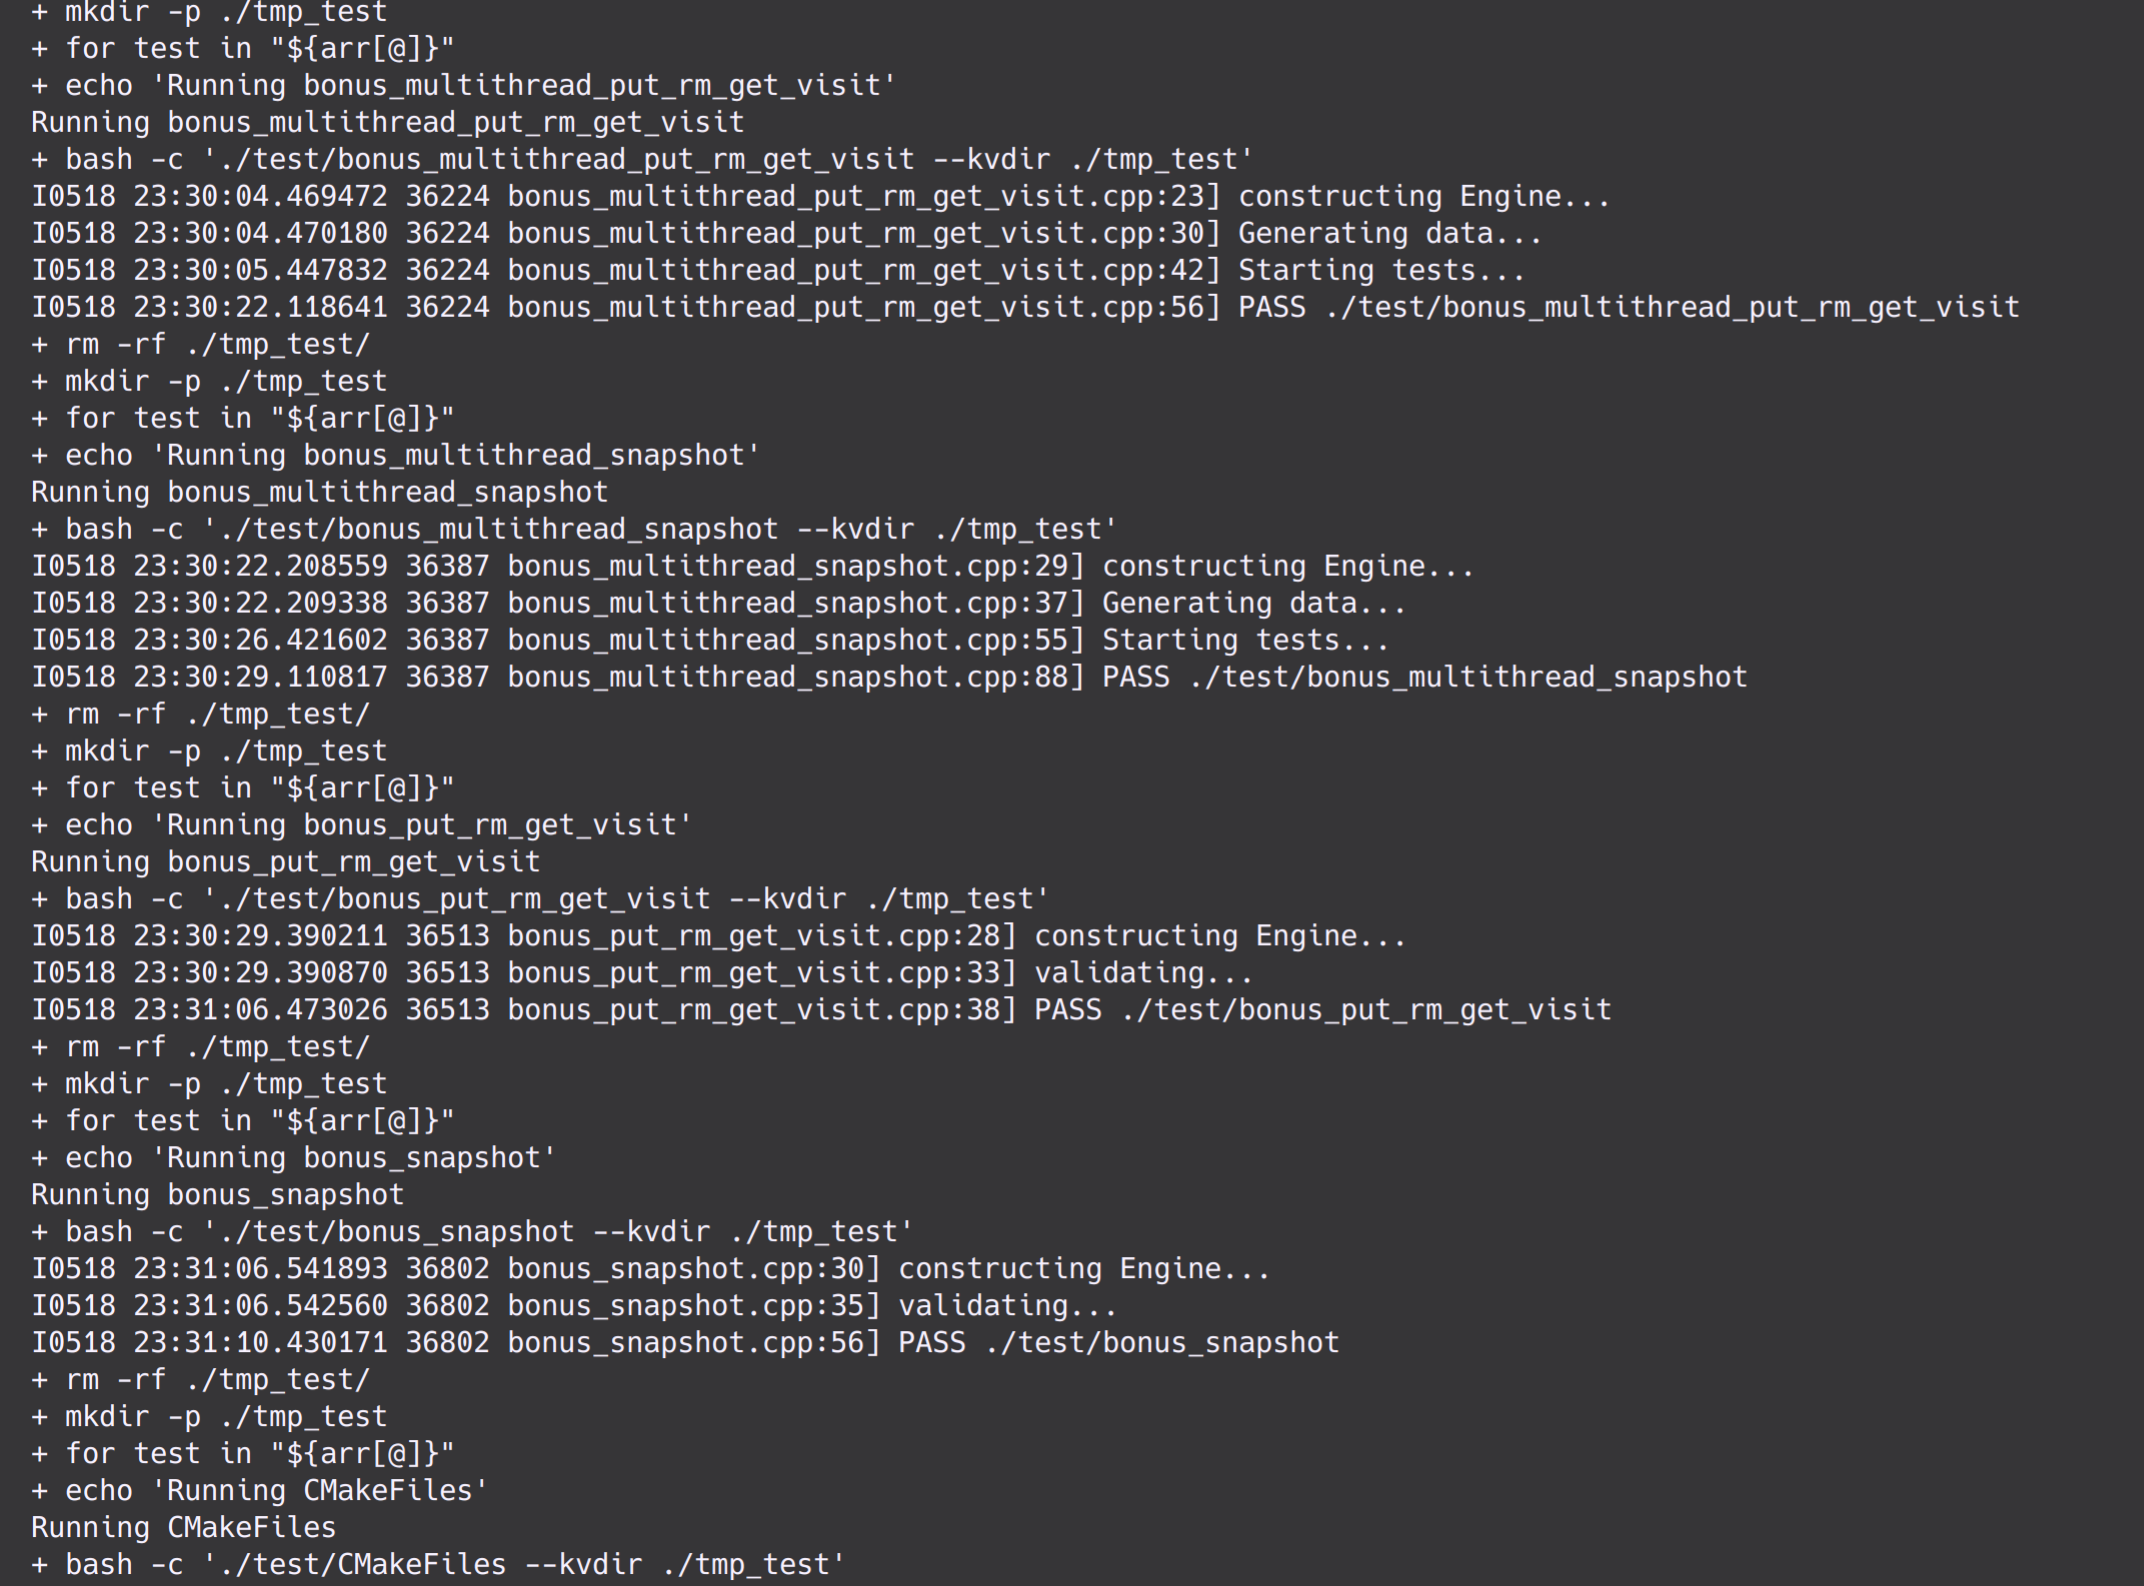 + mkdir -p ./tmp_test
+ for test in "${arr[@]}"
+ echo 'Running bonus_multithread_put_rm_get_visit'
Running bonus_multithread_put_rm_get_visit
+ bash -c './test/bonus_multithread_put_rm_get_visit --kvdir ./tmp_test'
I0518 23:30:04.469472 36224 bonus_multithread_put_rm_get_visit.cpp:23] constructing Engine...
I0518 23:30:04.470180 36224 bonus_multithread_put_rm_get_visit.cpp:30] Generating data...
I0518 23:30:05.447832 36224 bonus_multithread_put_rm_get_visit.cpp:42] Starting tests...
I0518 23:30:22.118641 36224 bonus_multithread_put_rm_get_visit.cpp:56] PASS ./test/bonus_multithread_put_rm_get_visit
+ rm -rf ./tmp_test/
+ mkdir -p ./tmp_test
+ for test in "${arr[@]}"
+ echo 'Running bonus_multithread_snapshot'
Running bonus_multithread_snapshot
+ bash -c './test/bonus_multithread_snapshot --kvdir ./tmp_test'
I0518 23:30:22.208559 36387 bonus_multithread_snapshot.cpp:29] constructing Engine...
I0518 23:30:22.209338 36387 bonus_multithread_snapshot.cpp:37] Generating data...
I0518 23:30:26.421602 36387 bonus_multithread_snapshot.cpp:55] Starting tests...
I0518 23:30:29.110817 36387 bonus_multithread_snapshot.cpp:88] PASS ./test/bonus_multithread_snapshot
+ rm -rf ./tmp_test/
+ mkdir -p ./tmp_test
+ for test in "${arr[@]}"
+ echo 'Running bonus_put_rm_get_visit'
Running bonus_put_rm_get_visit
+ bash -c './test/bonus_put_rm_get_visit --kvdir ./tmp_test'
I0518 23:30:29.390211 36513 bonus_put_rm_get_visit.cpp:28] constructing Engine...
I0518 23:30:29.390870 36513 bonus_put_rm_get_visit.cpp:33] validating...
I0518 23:31:06.473026 36513 bonus_put_rm_get_visit.cpp:38] PASS ./test/bonus_put_rm_get_visit
+ rm -rf ./tmp_test/
+ mkdir -p ./tmp_test
+ for test in "${arr[@]}"
+ echo 'Running bonus_snapshot'
Running bonus_snapshot
+ bash -c './test/bonus_snapshot --kvdir ./tmp_test'
I0518 23:31:06.541893 36802 bonus_snapshot.cpp:30] constructing Engine...
I0518 23:31:06.542560 36802 bonus_snapshot.cpp:35] validating...
I0518 23:31:10.430171 36802 bonus_snapshot.cpp:56] PASS ./test/bonus_snapshot
+ rm -rf ./tmp_test/
+ mkdir -p ./tmp_test
+ for test in "${arr[@]}"
+ echo 'Running CMakeFiles'
Running CMakeFiles
+ bash -c './test/CMakeFiles --kvdir ./tmp_test'